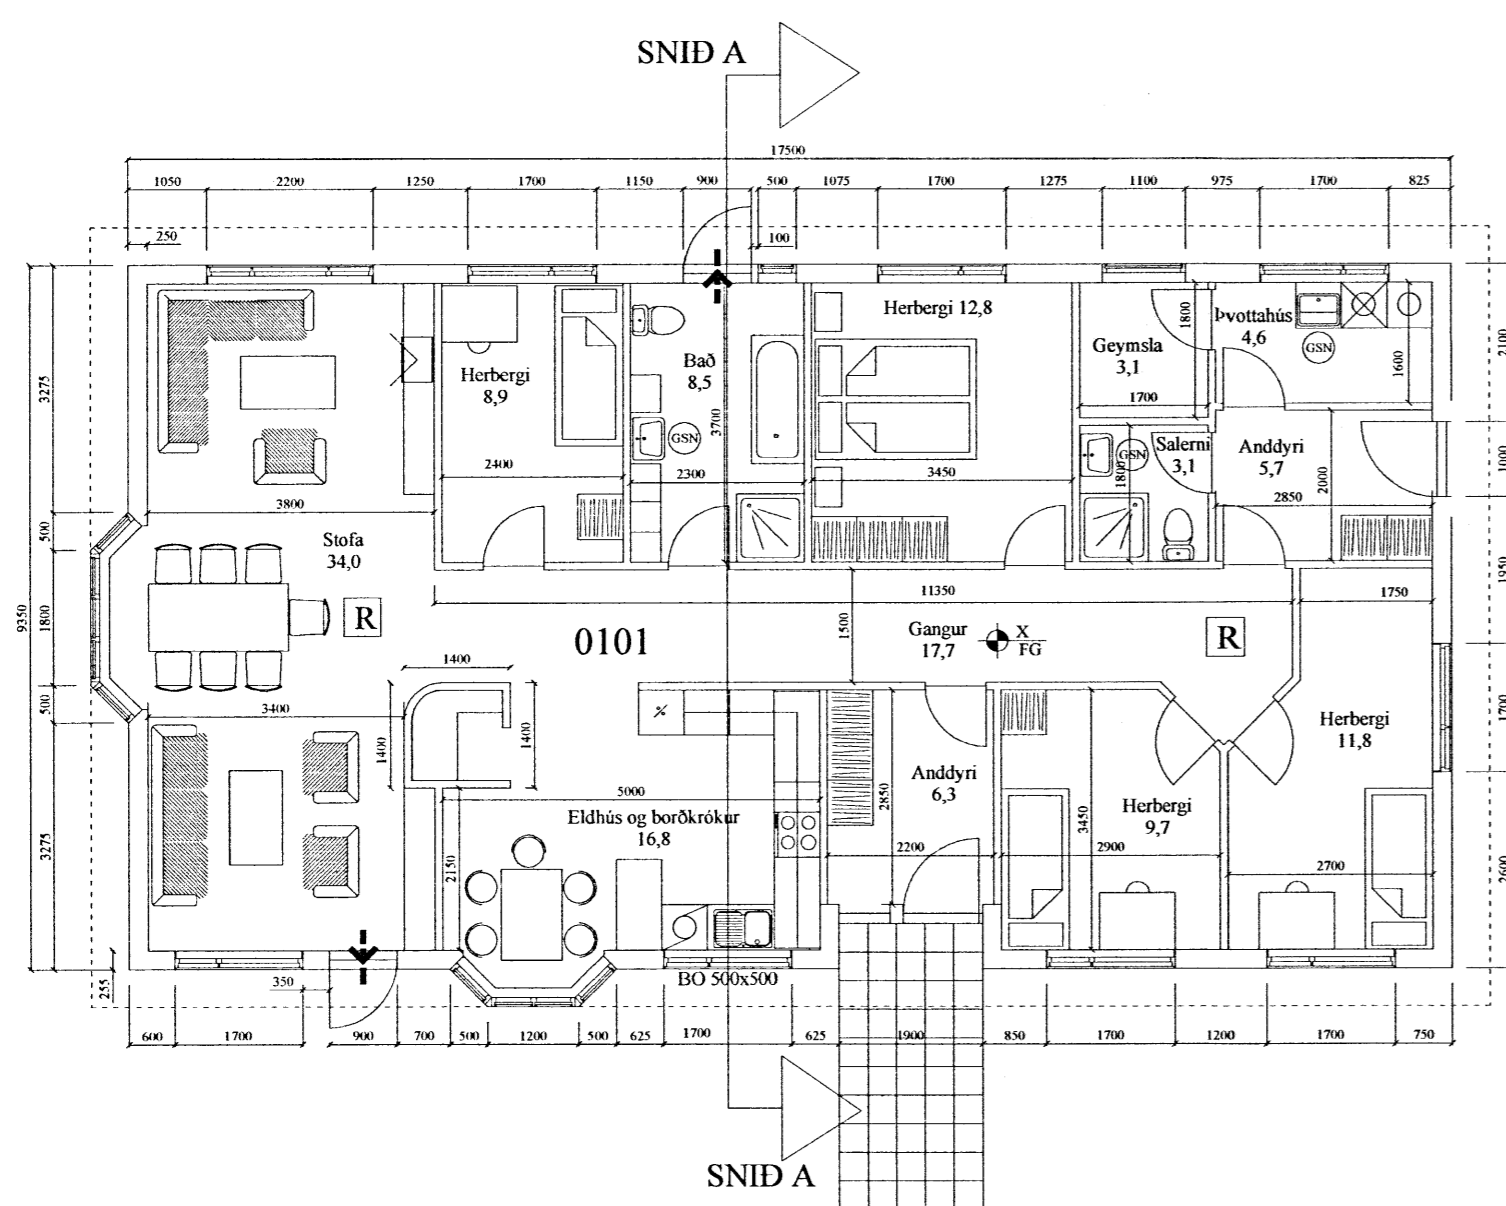 SNIÐ A
17500
1050 2200 1250 1700 1150 900 500 1075 1700 1275 1100 975 1700 825
250
100
Herbergi 12,8
Þvottahús
4,6
GSN
Geymsla
3,1
1800
1600
2100
1700
Herbergi
8,9
Bað
8,5
3700
GSN
3275
2400
2300
3450
GSN
1800
Salerni
3,1
Anddyri
5,7
2000
1000
2850
3800
500
Stofa
34,0
R
9350
1800
11350
1750
1950
0101
1500
Gangur
17,7
X
FG
R
1400
500
3400
1400
1400
%
1700
Herbergi
11,8
Anddyri
6,3
2850
5000
Eldhús og borðkrókur
16,8
2150
3275
2200
3450
Herbergi
9,7
2900
2700
2600
255
350
BO 500x500
600 1700 900 700 500 1200 500 625 1700 625 1900 850 1700 1200 1700 750
SNIÐ A